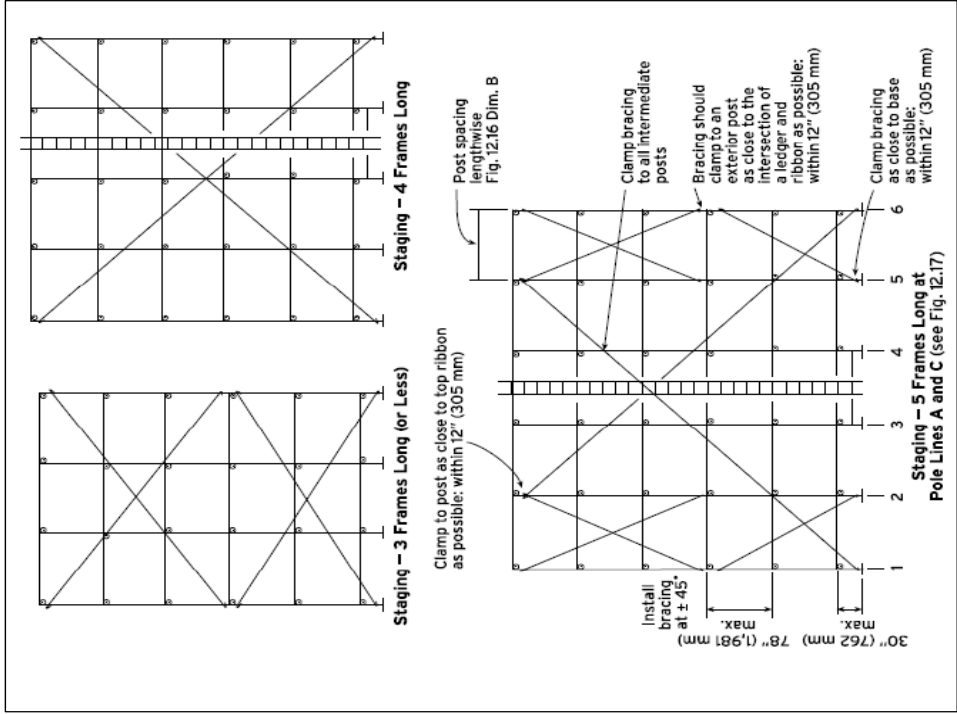 Staging – 3 Frames Long (or Less)
Staging – 4 Frames Long
Clamp to post as close to top ribbon
as possible: within 12" (305 mm)
Install
bracing
at ± 45°
78" (1,981 mm)
max.
30" (762 mm)
max.
Post spacing
lengthwise
Fig. 12.16 Dim. B
Clamp bracing
to all intermediate
posts
Bracing should
clamp to an
exterior post
as close to the
intersection of
a ledger and
ribbon as possible:
within 12" (305 mm)
Clamp bracing
as close to base
as possible:
within 12" (305 mm)
1 2 3 4 5 6
Staging – 5 Frames Long at
Pole Lines A and C (see Fig. 12.17)